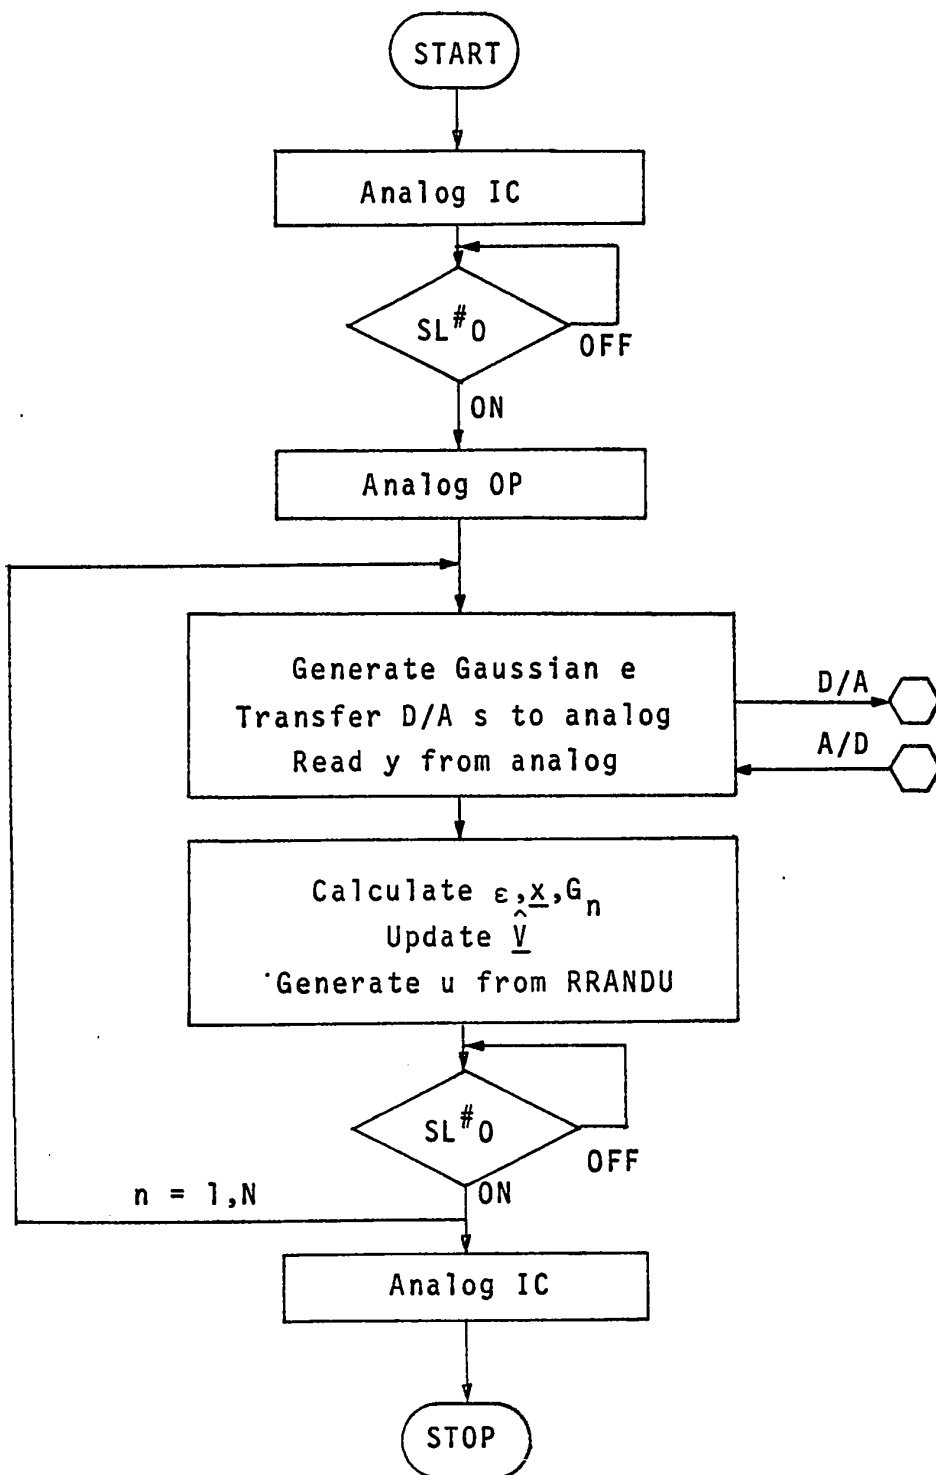 START
Analog IC
SL#0
OFF
ON
Analog OP
Generate Gaussian e
Transfer D/A s to analog
Read y from analog
D/A
A/D
Calculate ε,x,Gn
Update V̂
Generate u from RRANDU
SL#0
OFF
ON
n = 1,N
Analog IC
STOP